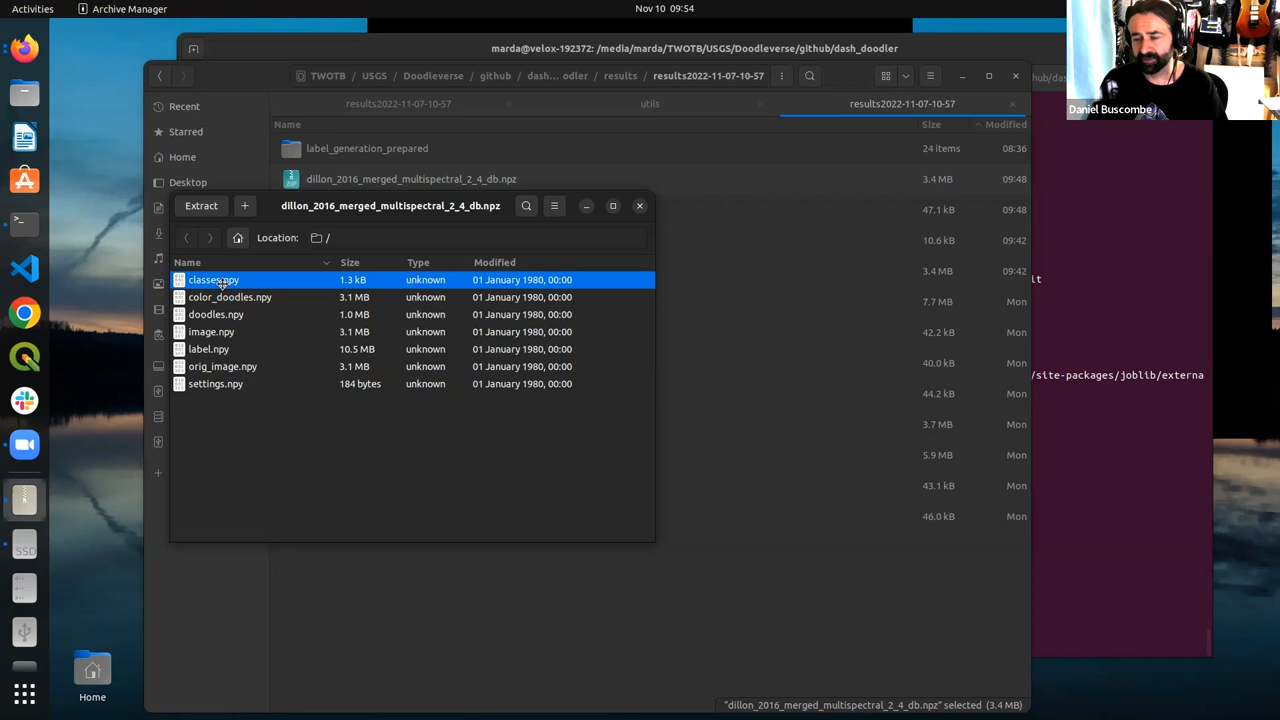 Activities Archive Manager Nov 10 09:54
marda@velox-192372: /media/marda/TWOTB/USGS/Doodleverse/github/dash_doodler
TWOTB / USGS / Doodleverse / github / dash... odler / results / results2022-11-07-10-57
results2022-11-07-10-57 utils results2022-11-07-10-57
Recent
Starred
Home
Desktop
Name Size Modified
label_generation_prepared 24 items 08:36
dillon_2016_merged_multispectral_2_4_db.npz 3.4 MB 09:48
47.1 kB 09:48
10.6 kB 09:42
3.4 MB 09:42
7.7 MB Mon
42.2 kB Mon
40.0 kB Mon
44.2 kB Mon
3.7 MB Mon
5.9 MB Mon
43.1 kB Mon
46.0 kB Mon
Extract dillon_2016_merged_multispectral_2_4_db.npz
Location: /
Name Size Type Modified
classes.npy 1.3 kB unknown 01 January 1980, 00:00
color_doodles.npy 3.1 MB unknown 01 January 1980, 00:00
doodles.npy 1.0 MB unknown 01 January 1980, 00:00
image.npy 3.1 MB unknown 01 January 1980, 00:00
label.npy 10.5 MB unknown 01 January 1980, 00:00
orig_image.npy 3.1 MB unknown 01 January 1980, 00:00
settings.npy 184 bytes unknown 01 January 1980, 00:00
/site-packages/joblib/externa
"dillon_2016_merged_multispectral_2_4_db.npz" selected (3.4 MB)
Home
SSD
Daniel Buscombe